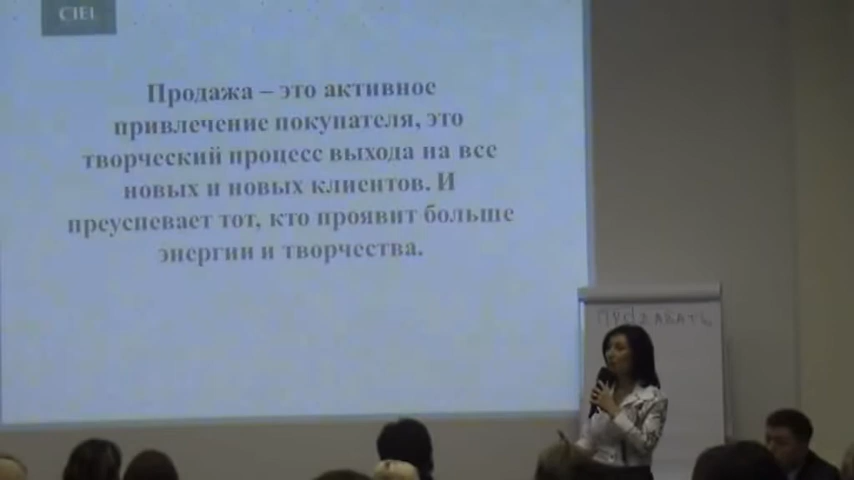 CIEL
Продажа – это активное
привлечение покупателя, это
творческий процесс выхода на все
новых и новых клиентов. И
преуспевает тот, кто проявит больше
энергии и творчества.
ПРОДАВАТЬ